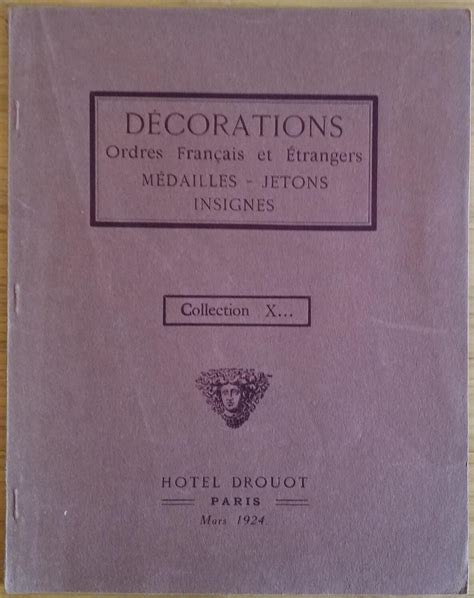 DÉCORATIONS
Ordres Français et Étrangers
MÉDAILLES - JETONS
INSIGNES
Collection X...
HOTEL DROUOT
PARIS
Mars 1924